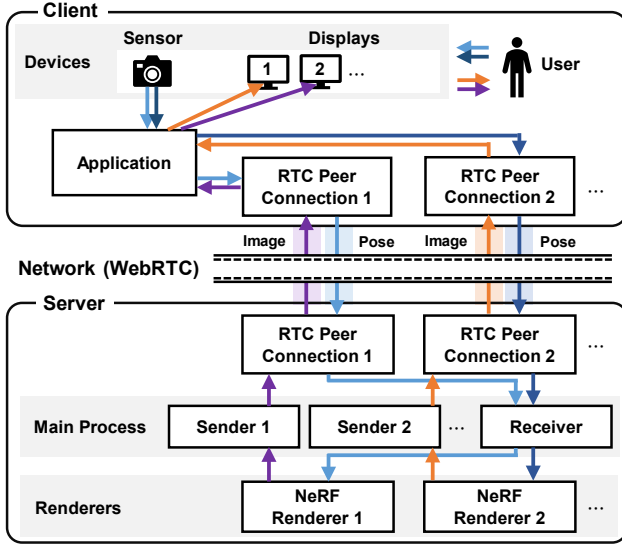 Client
Sensor
Displays
Devices
1
2
...
User
Application
RTC Peer
Connection 1
RTC Peer
Connection 2
...
Image
Pose
Image
Pose
Network (WebRTC)
Server
RTC Peer
Connection 1
RTC Peer
Connection 2
...
Main Process
Sender 1
Sender 2
...
Receiver
Renderers
NeRF
Renderer 1
NeRF
Renderer 2
...